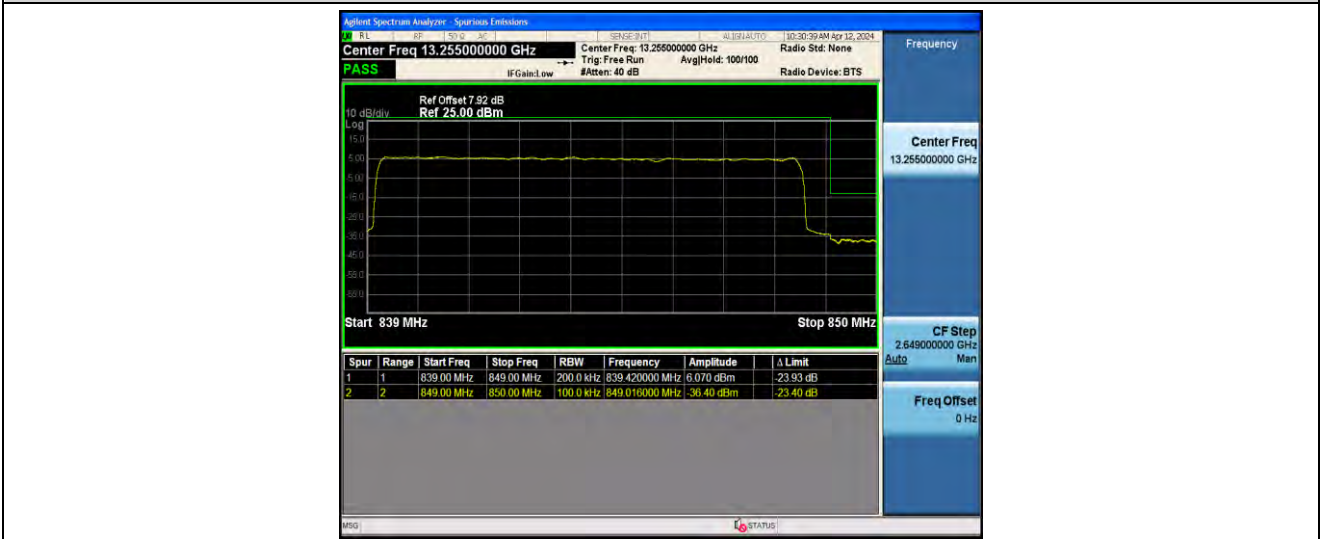 Agilent Spectrum Analyzer - Spurious Emissions
RL RF 50 Ω AC SENSE:INT ALIGN AUTO 10:30:39 AM Apr 12, 2024
Center Freq 13.255000000 GHz Center Freq: 13.255000000 GHz Radio Std: None
Trig: Free Run Avg|Hold: 100/100
PASS IFGain:Low #Atten: 40 dB Radio Device: BTS
Frequency
Ref Offset 7.92 dB
10 dB/div Ref 25.00 dBm
Log
15.0
5.00
-5.00
-15.0
-25.0
-35.0
-45.0
-55.0
-65.0
Start 839 MHz Stop 850 MHz
Center Freq
13.255000000 GHz
CF Step
2.649000000 GHz
Auto Man
Freq Offset
0 Hz
Spur Range Start Freq Stop Freq RBW Frequency Amplitude Δ Limit
1 1 839.00 MHz 849.00 MHz 200.0 kHz 839.420000 MHz 6.070 dBm -23.93 dB
2 2 849.00 MHz 850.00 MHz 100.0 kHz 849.016000 MHz -36.40 dBm -23.40 dB
MSG STATUS